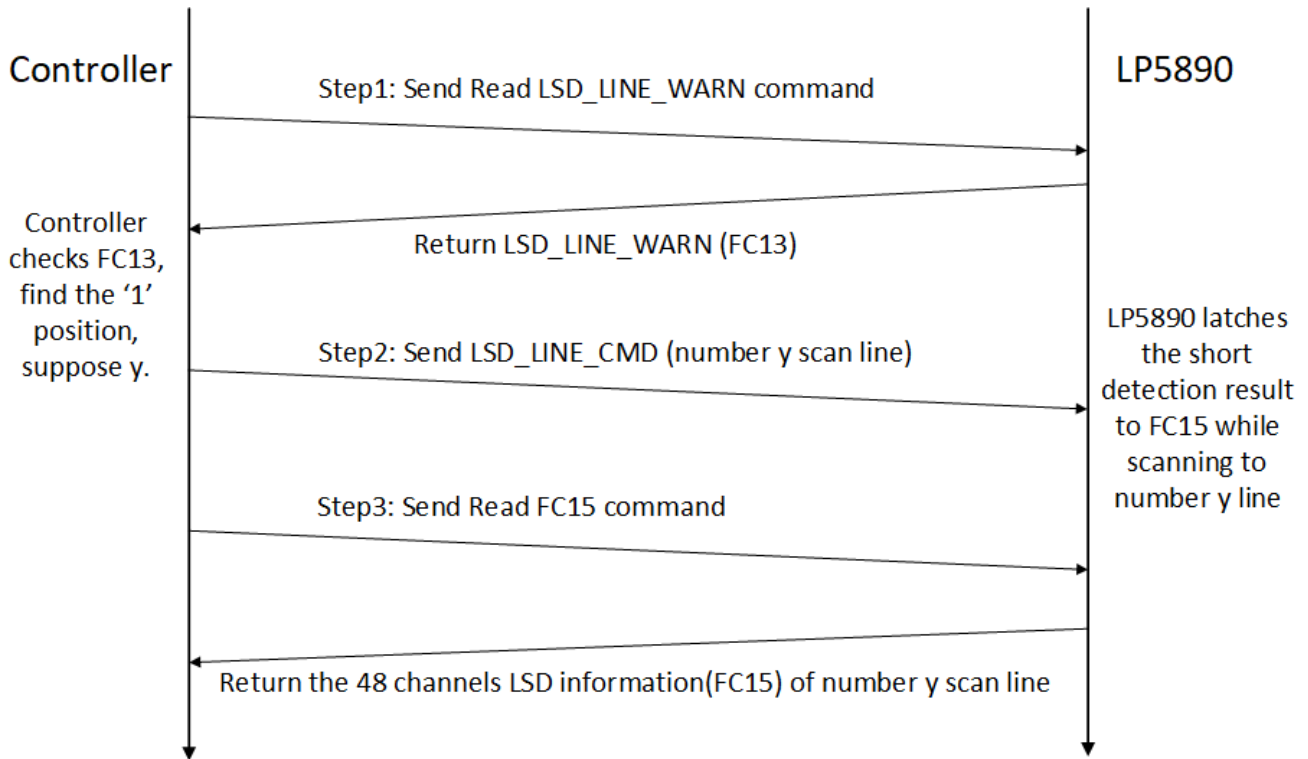 Controller
LP5890
Step1: Send Read LSD_LINE_WARN command
Return LSD_LINE_WARN (FC13)
Controller
checks FC13,
find the ‘1’
position,
suppose y.
Step2: Send LSD_LINE_CMD (number y scan line)
LP5890 latches
the short
detection result
to FC15 while
scanning to
number y line
Step3: Send Read FC15 command
Return the 48 channels LSD information(FC15) of number y scan line